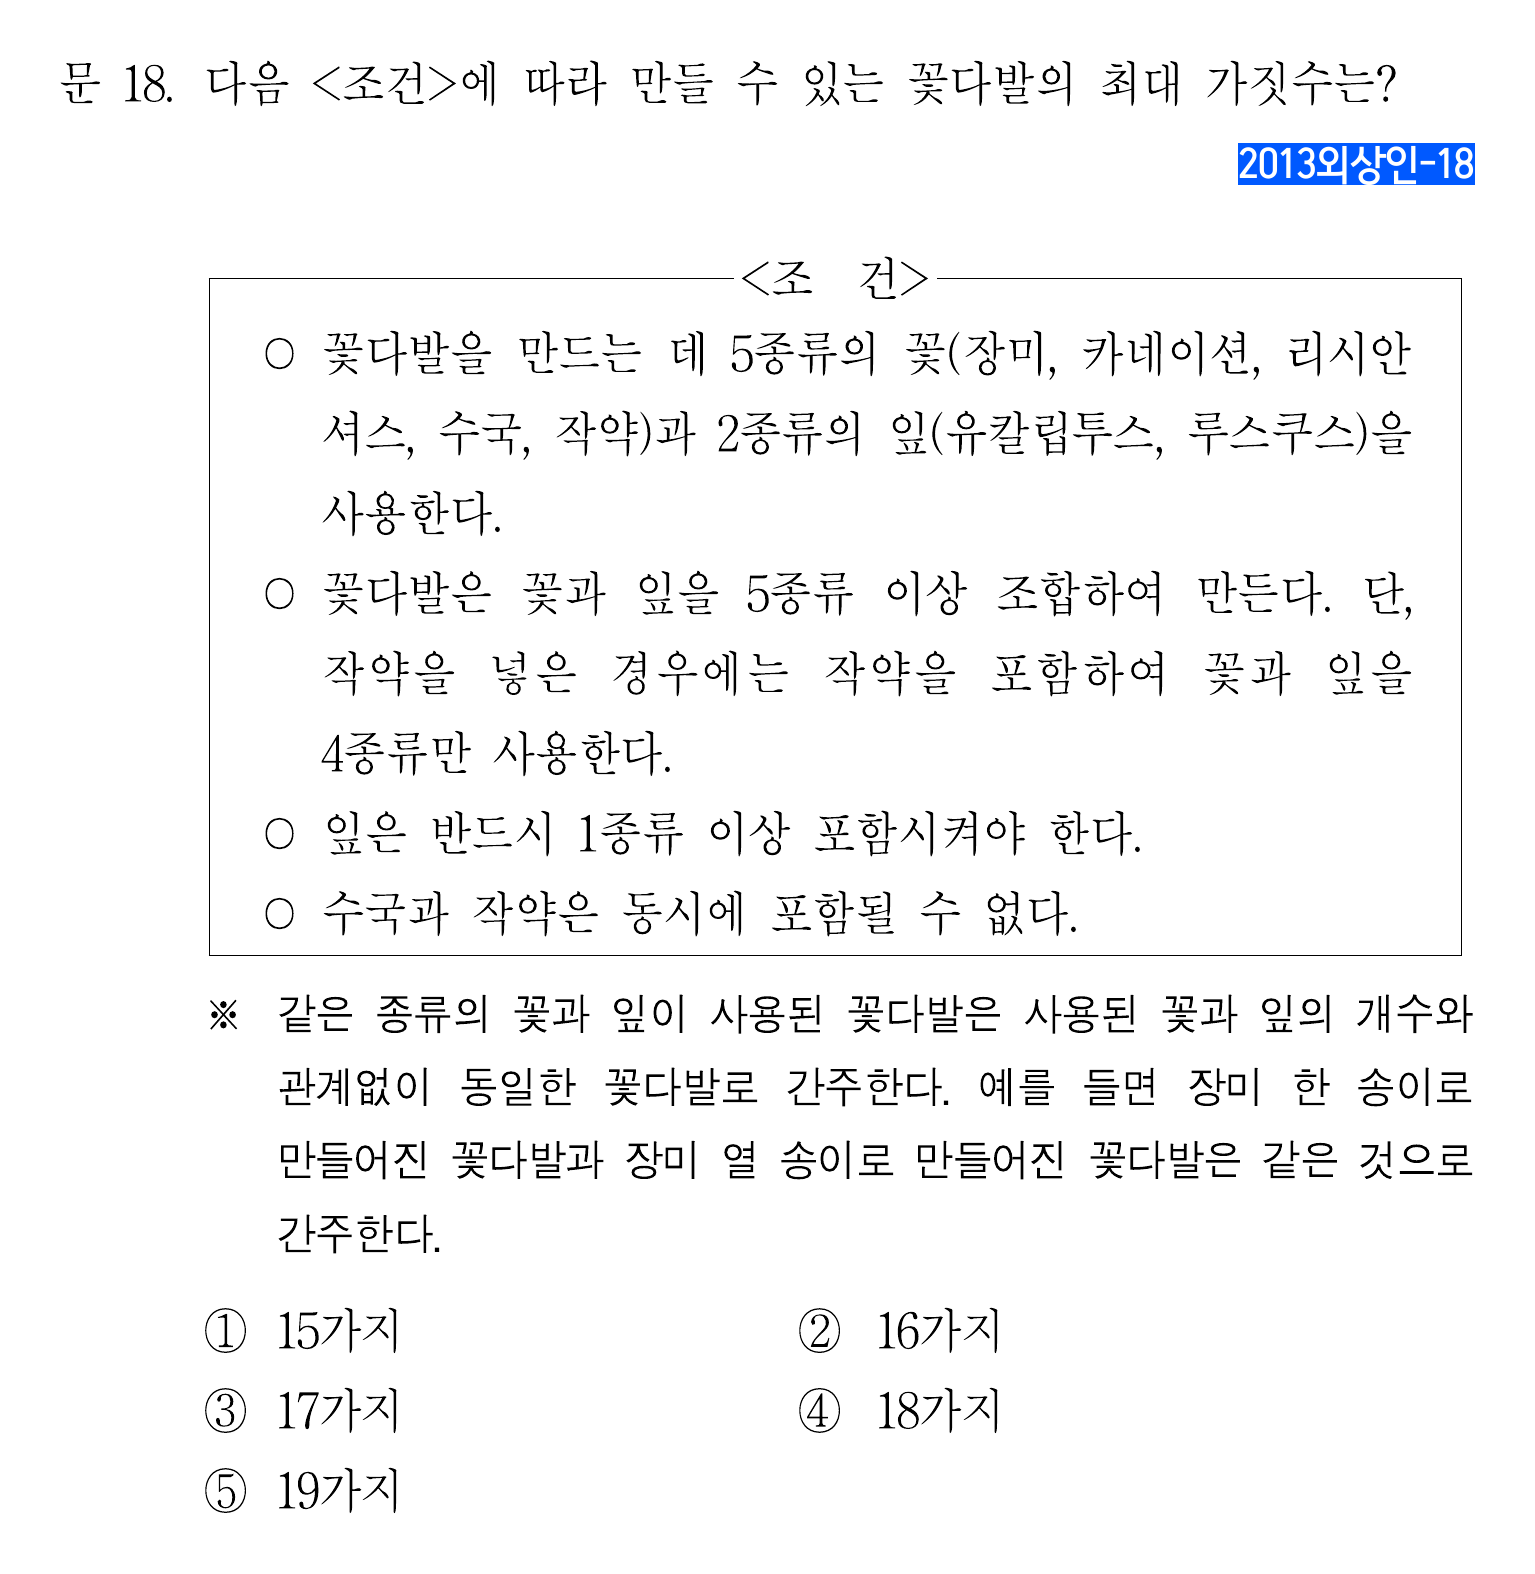 문 18. 다음 <조건>에 따라 만들 수 있는 꽃다발의 최대 가짓수는?
2013외상인-18
<조 건>
○ 꽃다발을 만드는 데 5종류의 꽃(장미, 카네이션, 리시안
셔스, 수국, 작약)과 2종류의 잎(유칼립투스, 루스쿠스)을
사용한다.
○ 꽃다발은 꽃과 잎을 5종류 이상 조합하여 만든다. 단,
작약을 넣은 경우에는 작약을 포함하여 꽃과 잎을
4종류만 사용한다.
○ 잎은 반드시 1종류 이상 포함시켜야 한다.
○ 수국과 작약은 동시에 포함될 수 없다.
※ 같은 종류의 꽃과 잎이 사용된 꽃다발은 사용된 꽃과 잎의 개수와
관계없이 동일한 꽃다발로 간주한다. 예를 들면 장미 한 송이로
만들어진 꽃다발과 장미 열 송이로 만들어진 꽃다발은 같은 것으로
간주한다.
① 15가지 ② 16가지
③ 17가지 ④ 18가지
⑤ 19가지